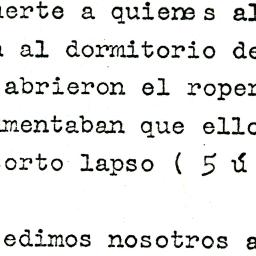 uerte a quienes al
al dormitorio de
abrieron el roper
mentaban que ello
orto lapso ( 5 ú
edimos nosotros a